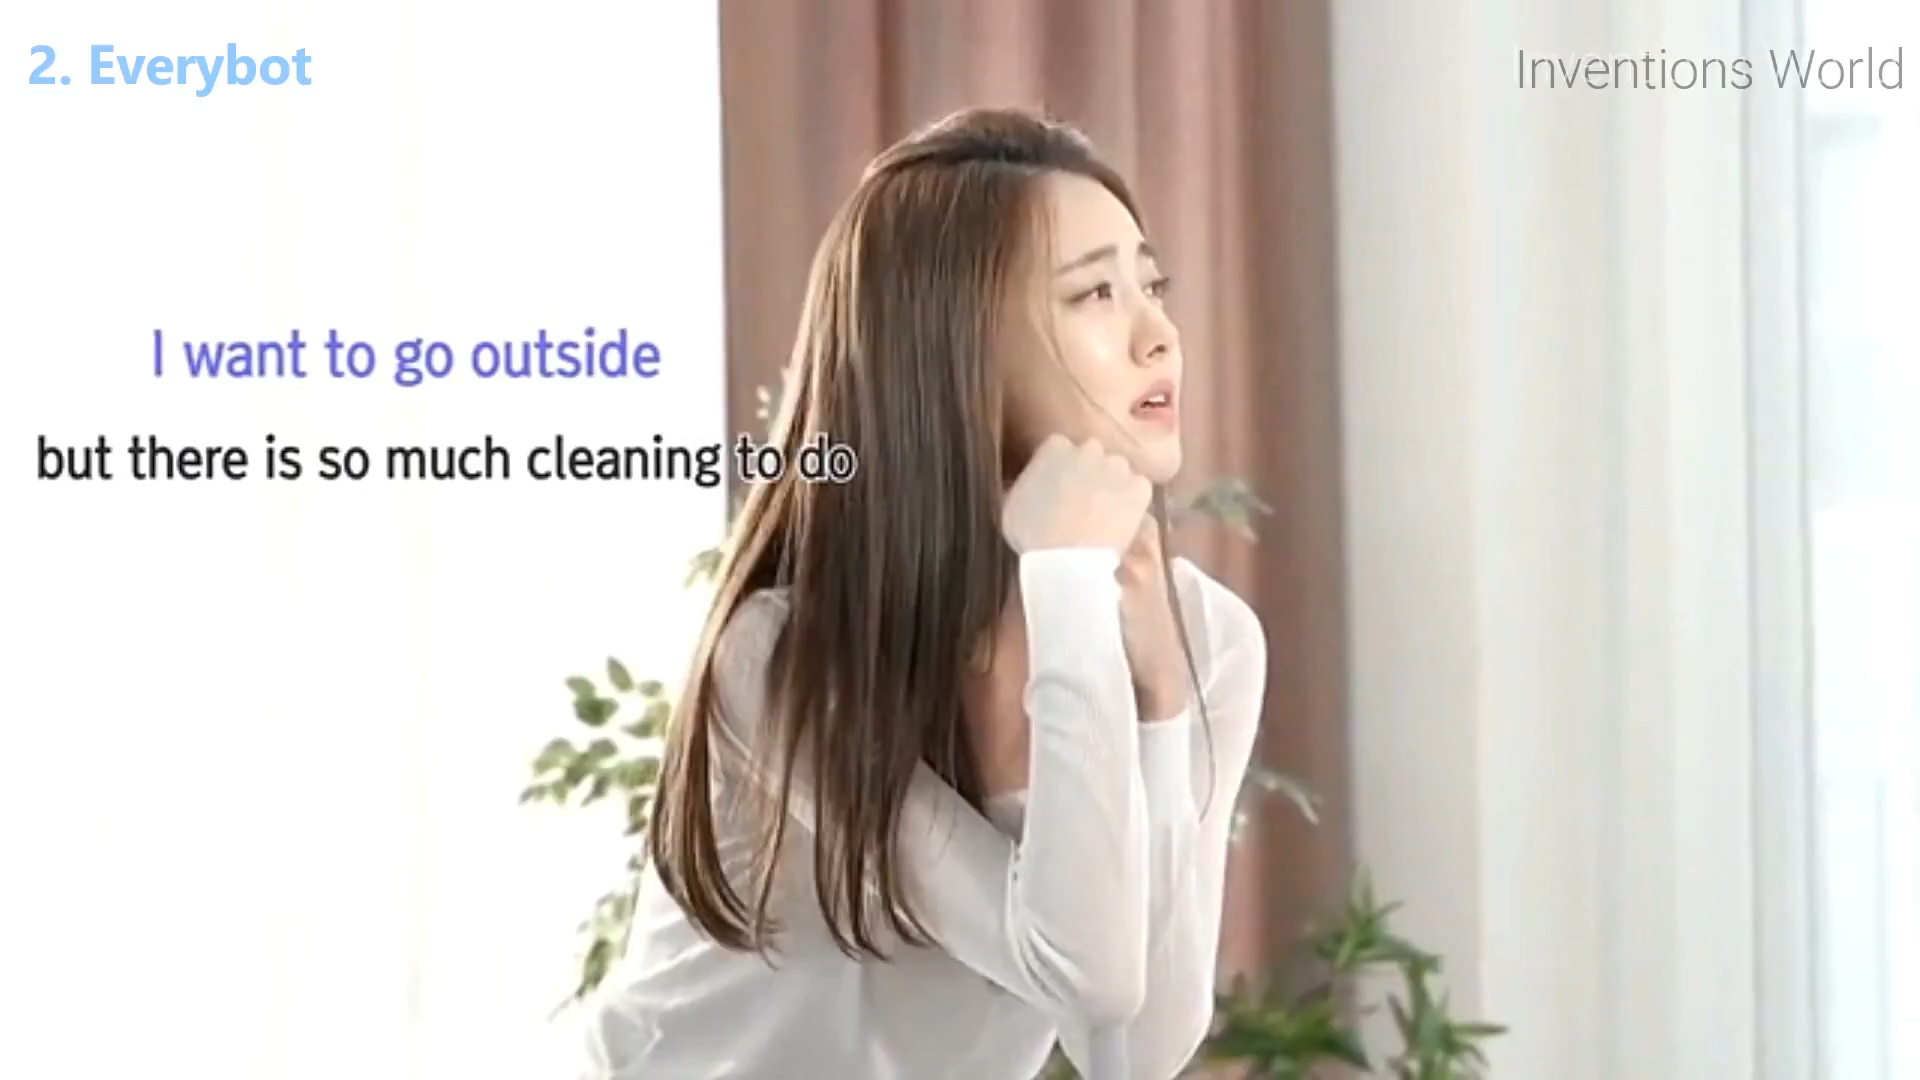 2. Everybot
Inventions World
I want to go outside
but there is so much cleaning to do